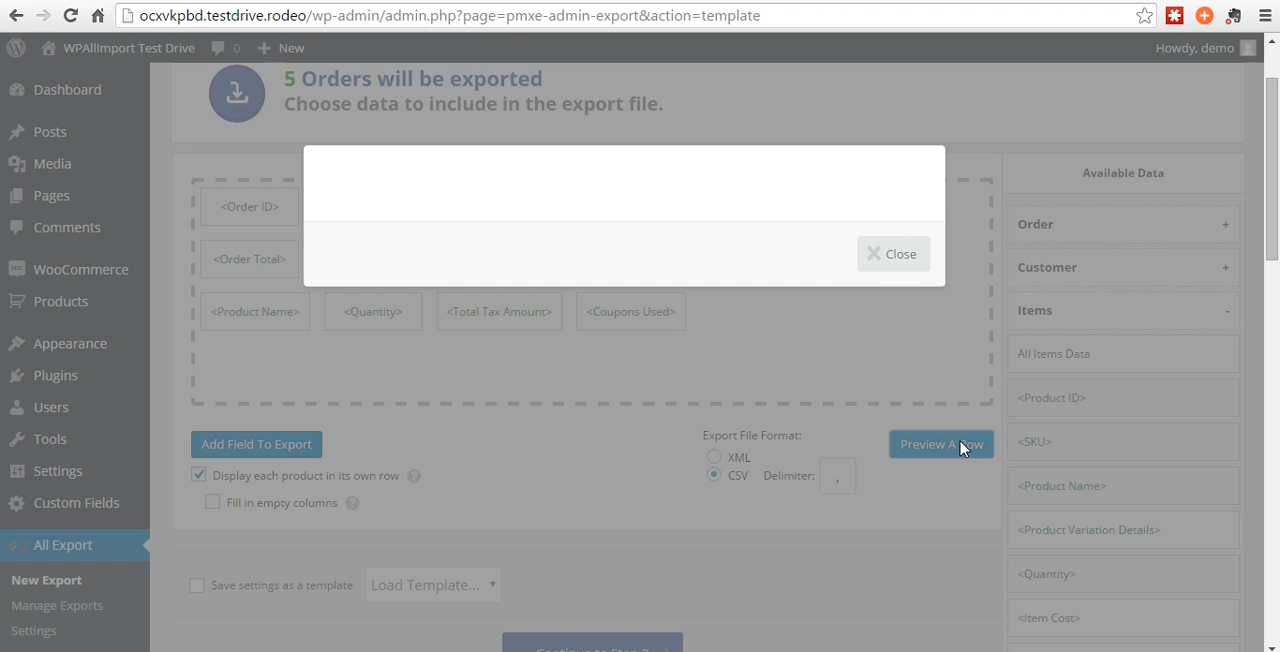 ocxvkpbd.testdrive.rodeo/wp-admin/admin.php?page=pmxe-admin-export&action=template
WPAllImport Test Drive 0 + New Howdy, demo
Dashboard
Posts
Media
Pages
Comments
WooCommerce
Products
Appearance
Plugins
Users
Tools
Settings
Custom Fields
All Export
New Export
Manage Exports
Settings
5 Orders will be exported
Choose data to include in the export file.
Close
<Order ID>
<Order Total>
<Product Name> <Quantity> <Total Tax Amount> <Coupons Used>
Add Field To Export
Display each product in its own row ?
Fill in empty columns ?
Export File Format:
XML
CSV Delimiter: ,
Preview A Row
Save settings as a template Load Template...
Available Data
Order +
Customer +
Items -
All Items Data
<Product ID>
<SKU>
<Product Name>
<Product Variation Details>
<Quantity>
<Item Cost>